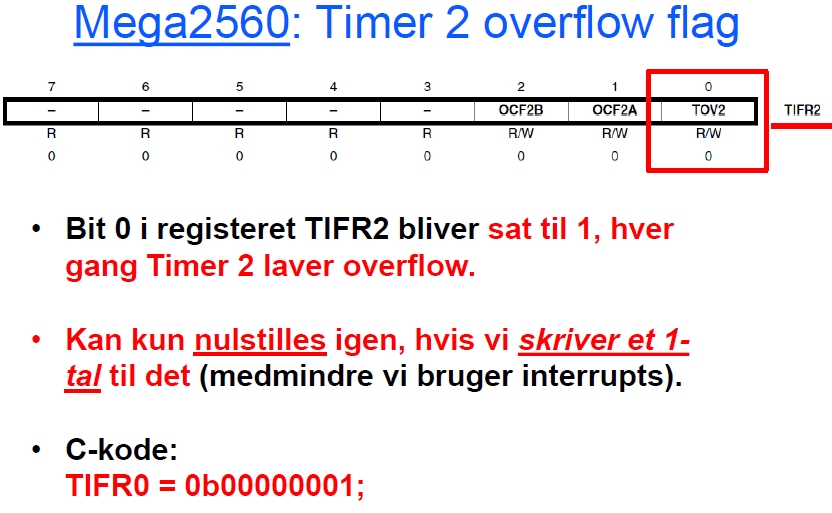 Mega2560: Timer 2 overflow flag
7 6 5 4 3 2 1 0
– – – – – OCF2B OCF2A TOV2 TIFR2
R R R R R R/W R/W R/W
0 0 0 0 0 0 0 0
• Bit 0 i registeret TIFR2 bliver sat til 1, hver
gang Timer 2 laver overflow.
• Kan kun nulstilles igen, hvis vi skriver et 1-
tal til det (medmindre vi bruger interrupts).
• C-kode:
TIFR0 = 0b00000001;